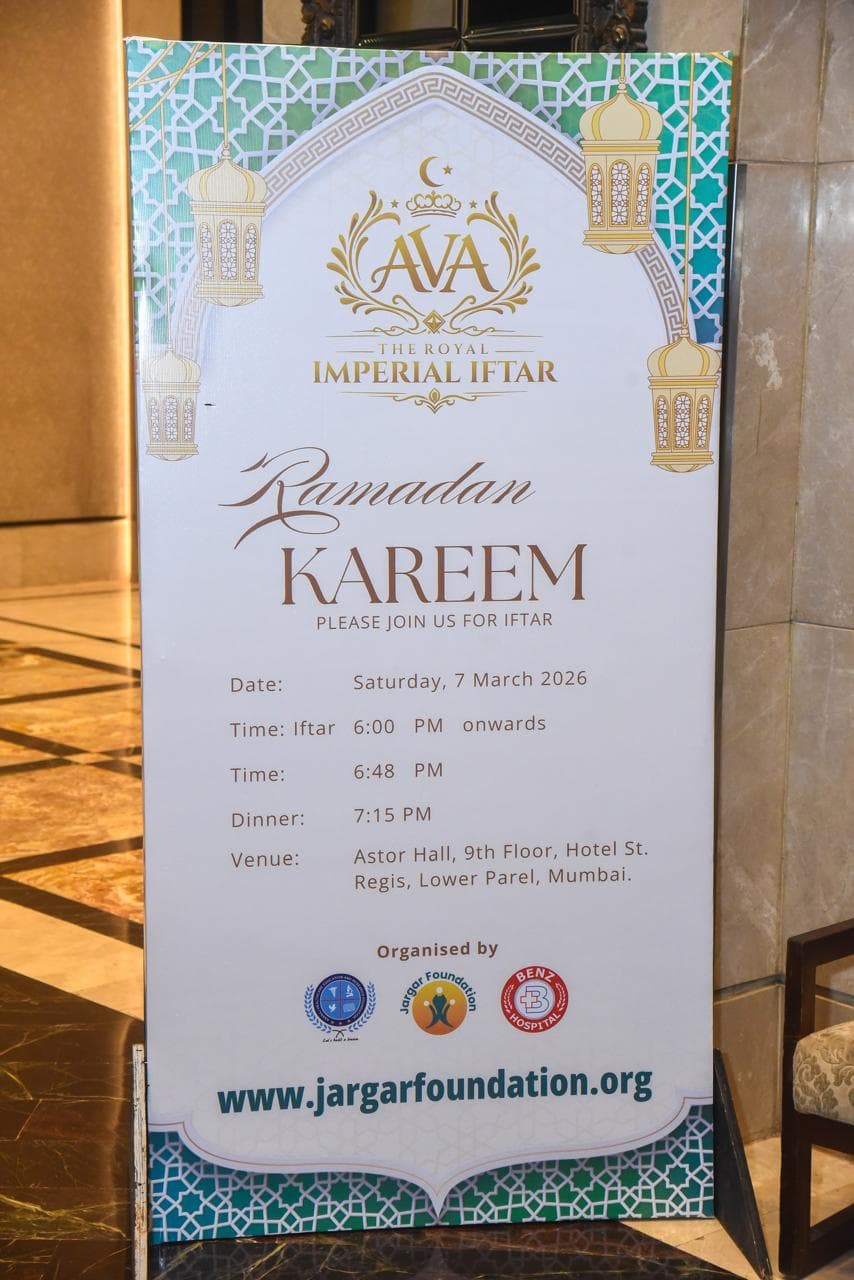 AVA
THE ROYAL
IMPERIAL IFTAR
Ramadan
KAREEM
PLEASE JOIN US FOR IFTAR
Date: Saturday, 7 March 2026
Time: Iftar 6:00 PM onwards
Time: 6:48 PM
Dinner: 7:15 PM
Venue: Astor Hall, 9th Floor, Hotel St.
Regis, Lower Parel, Mumbai.
Organised by
Jargar Foundation
BENZ
B
HOSPITAL
www.jargarfoundation.org